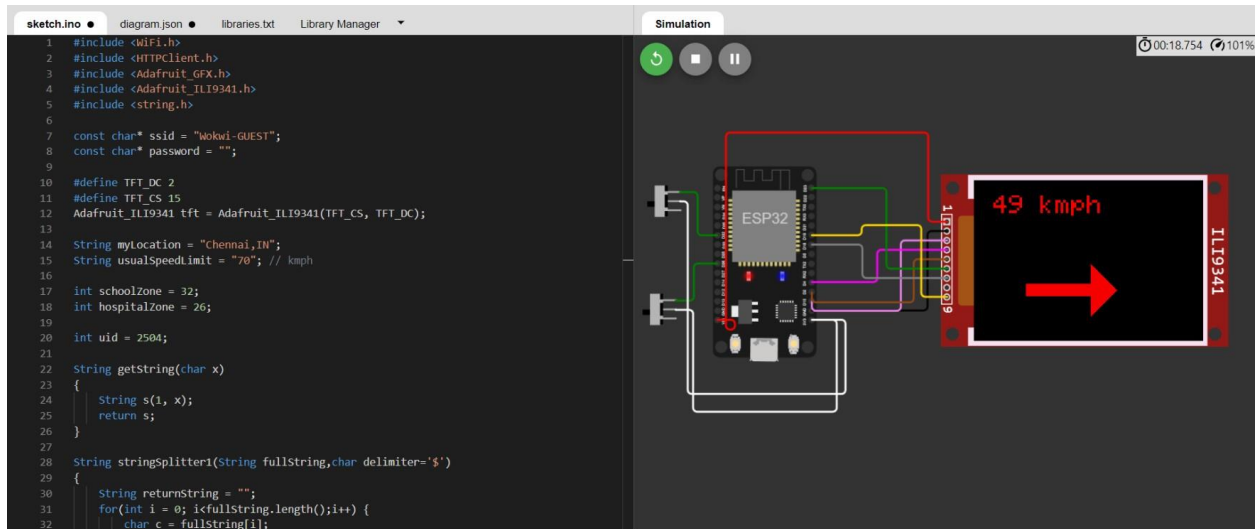 sketch.ino ● diagram.json ● libraries.txt Library Manager
1 #include <WiFi.h>
2 #include <HTTPClient.h>
3 #include <Adafruit_GFX.h>
4 #include <Adafruit_ILI9341.h>
5 #include <string.h>
6
7 const char* ssid = "Wokwi-GUEST";
8 const char* password = "";
9
10 #define TFT_DC 2
11 #define TFT_CS 15
12 Adafruit_ILI9341 tft = Adafruit_ILI9341(TFT_CS, TFT_DC);
13
14 String myLocation = "Chennai,IN";
15 String usualSpeedLimit = "70"; // kmph
16
17 int schoolZone = 32;
18 int hospitalZone = 26;
19
20 int uid = 2504;
21
22 String getString(char x)
23 {
24 String s(1, x);
25 return s;
26 }
27
28 String stringSplitter1(String fullString,char delimiter='$')
29 {
30 String returnString = "";
31 for(int i = 0; i<fullString.length();i++) {
32 char c = fullString[i];
Simulation
00:18.754 101%
ESP32
49 kmph
1
9
ILI9341